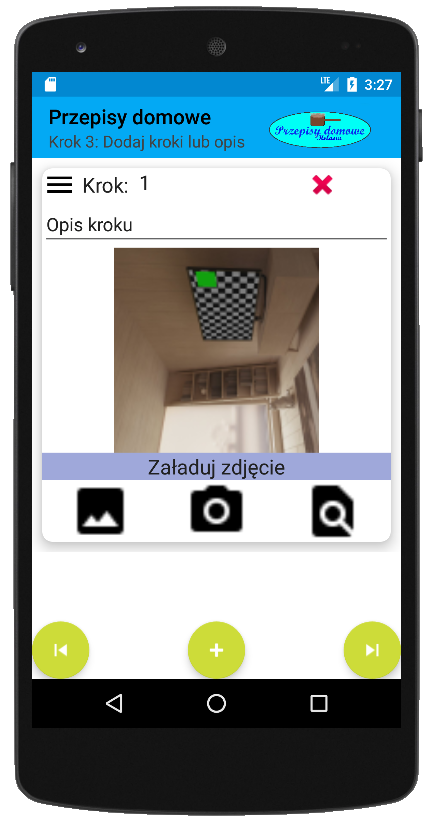 LTE 3:27
Przepisy domowe
Krok 3: Dodaj kroki lub opis
Przepisy domowe
Krok: 1
Opis kroku
Załaduj zdjęcie